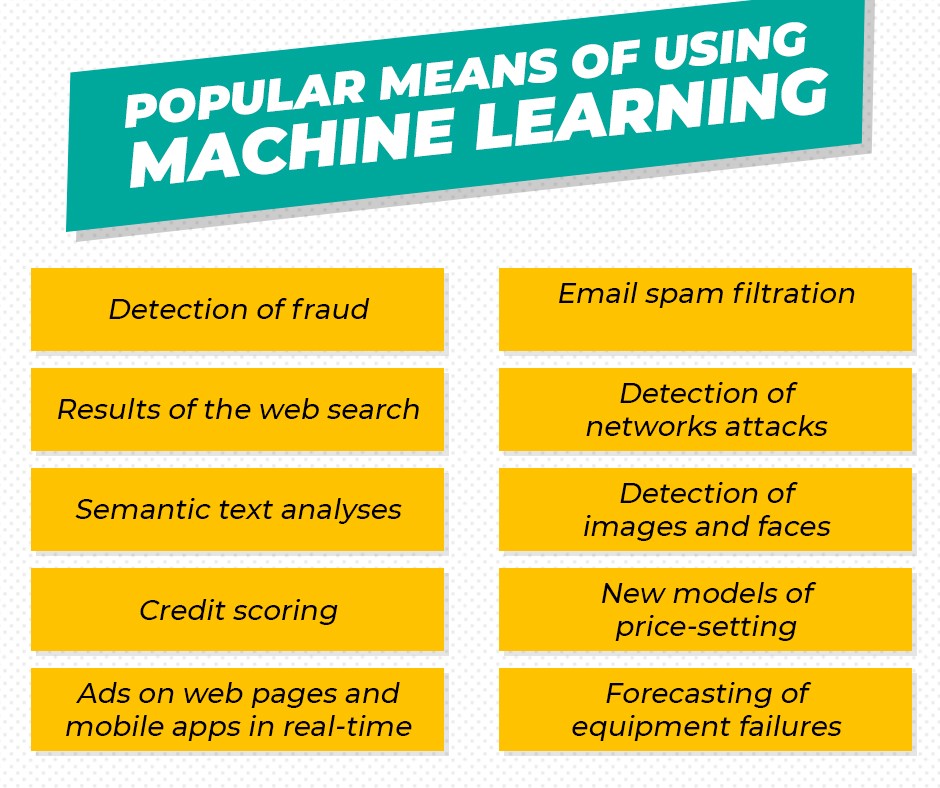 POPULAR MEANS OF USING
MACHINE LEARNING
Detection of fraud
Email spam filtration
Results of the web search
Detection of
networks attacks
Semantic text analyses
Detection of
images and faces
Credit scoring
New models of
price-setting
Ads on web pages and
mobile apps in real-time
Forecasting of
equipment failures